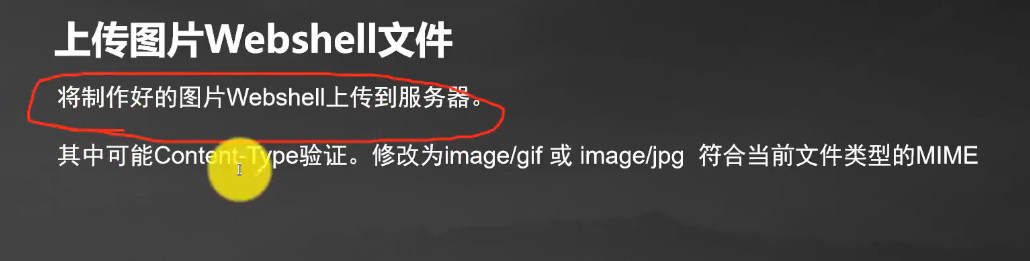 上传图片Webshell文件
将制作好的图片Webshell上传到服务器。
其中可能Content-Type验证。修改为image/gif 或 image/jpg 符合当前文件类型的MIME